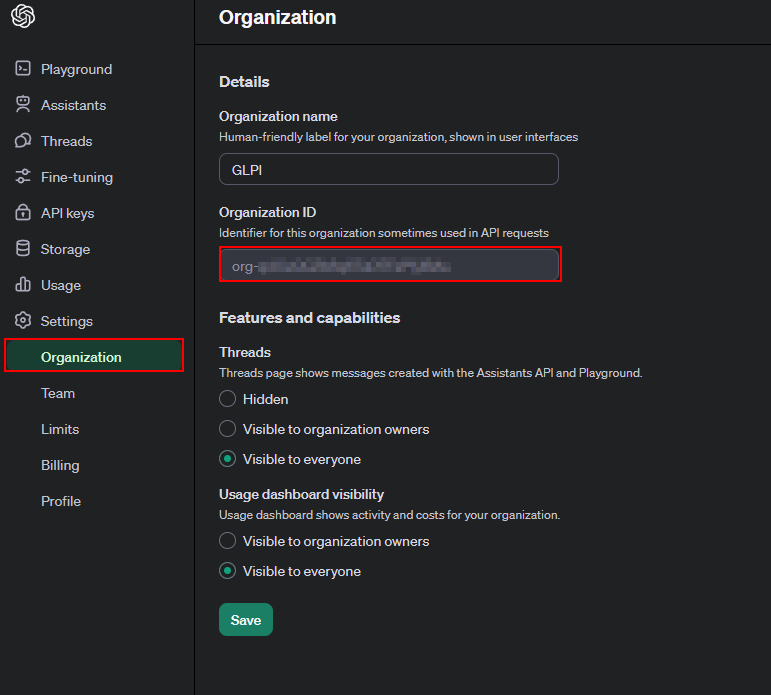 Organization
Playground
Assistants
Threads
Fine-tuning
API keys
Storage
Usage
Settings
Organization
Team
Limits
Billing
Profile
Details
Organization name
Human-friendly label for your organization, shown in user interfaces
GLPI
Organization ID
Identifier for this organization sometimes used in API requests
org-
Features and capabilities
Threads
Threads page shows messages created with the Assistants API and Playground.
Hidden
Visible to organization owners
Visible to everyone
Usage dashboard visibility
Usage dashboard shows activity and costs for your organization.
Visible to organization owners
Visible to everyone
Save